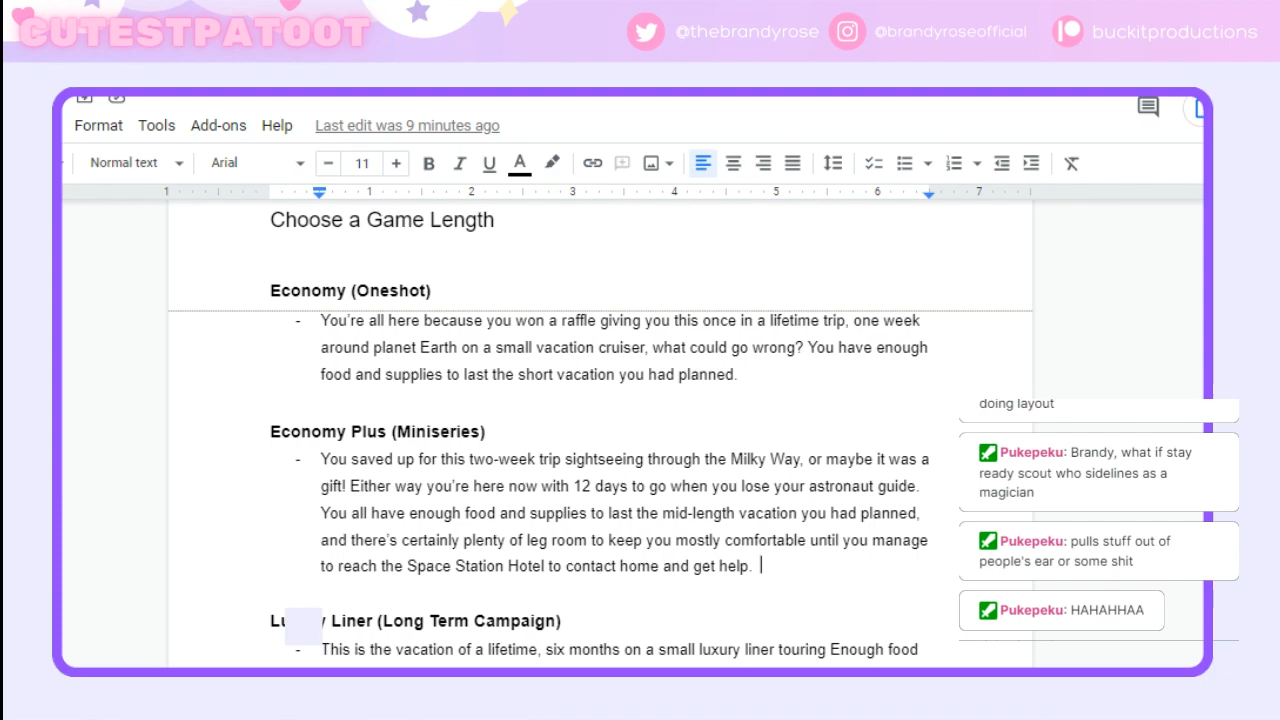 CUTESTPATOOT
@thebrandyrose
@brandyroseofficial
buckitproductions
Format Tools Add-ons Help Last edit was 9 minutes ago
Normal text Arial 11 B I U A
1 1 2 3 4 5 6 7
Choose a Game Length
Economy (Oneshot)
- You're all here because you won a raffle giving you this once in a lifetime trip, one week
around planet Earth on a small vacation cruiser, what could go wrong? You have enough
food and supplies to last the short vacation you had planned.
Economy Plus (Miniseries)
- You saved up for this two-week trip sightseeing through the Milky Way, or maybe it was a
gift! Either way you're here now with 12 days to go when you lose your astronaut guide.
You all have enough food and supplies to last the mid-length vacation you had planned,
and there's certainly plenty of leg room to keep you mostly comfortable until you manage
to reach the Space Station Hotel to contact home and get help.
Liner (Long Term Campaign)
- This is the vacation of a lifetime, six months on a small luxury liner touring Enough food
doing layout
Pukepeku: Brandy, what if stay
ready scout who sidelines as a
magician
Pukepeku: pulls stuff out of
people's ear or some shit
Pukepeku: HAHAHHAA